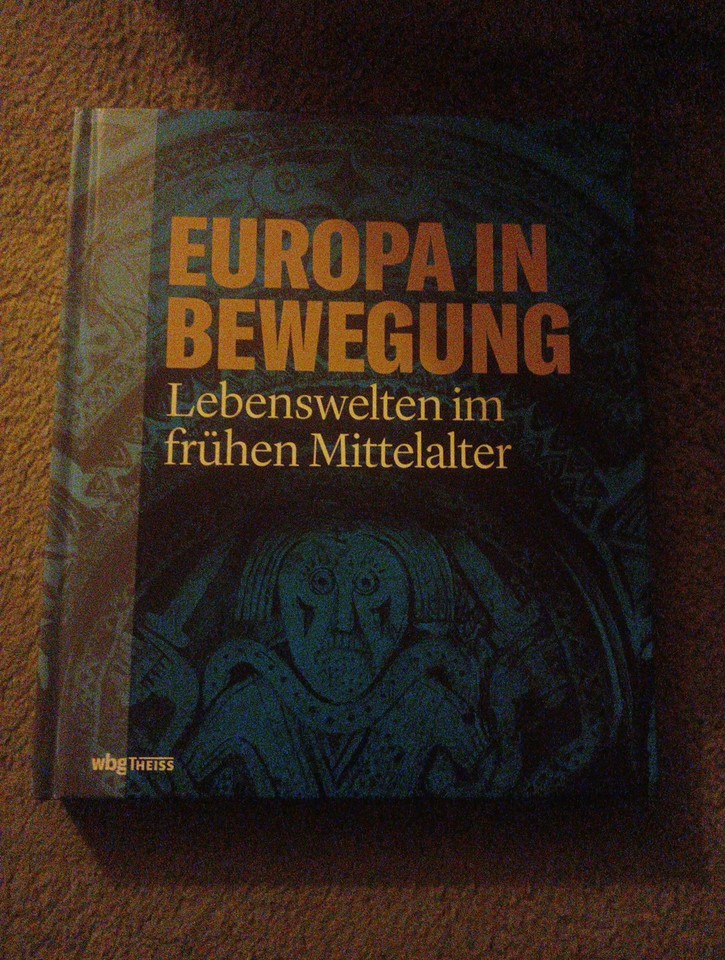 EUROPA IN
BEWEGUNG
Lebenswelten im
frühen Mittelalter
wbg THEISS